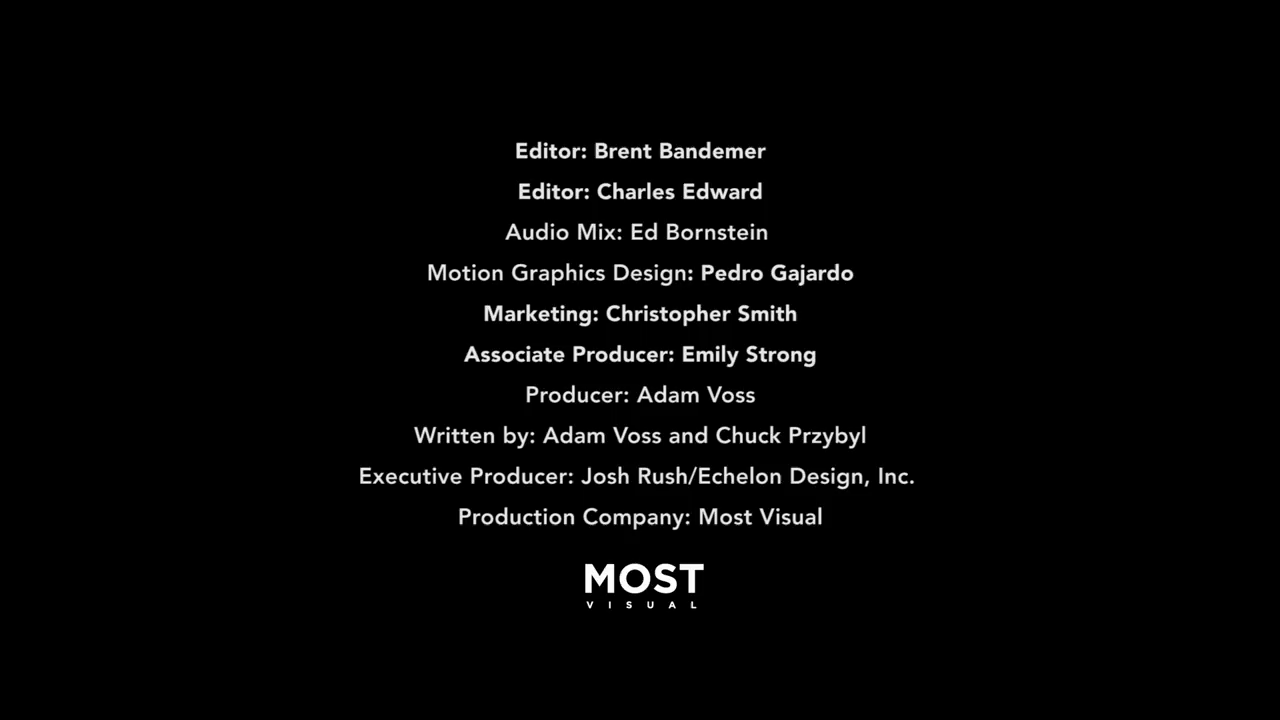 Editor: Brent Bandemer
Editor: Charles Edward
Audio Mix: Ed Bornstein
Motion Graphics Design: Pedro Gajardo
Marketing: Christopher Smith
Associate Producer: Emily Strong
Producer: Adam Voss
Written by: Adam Voss and Chuck Przybyl
Executive Producer: Josh Rush/Echelon Design, Inc.
Production Company: Most Visual
MOST
VISUAL